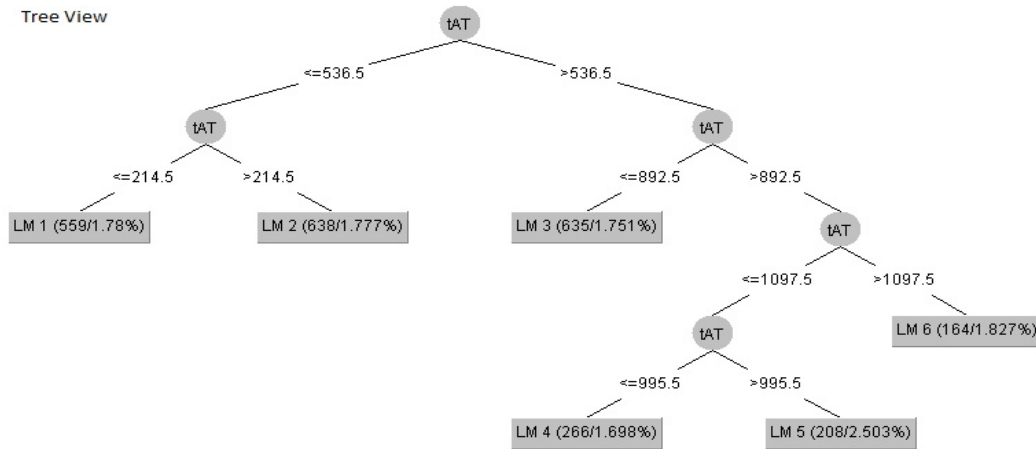 Tree View
tAT
<=536.5 >536.5
tAT tAT
<=214.5 >214.5 <=892.5 >892.5
LM 1 (559/1.78%) LM 2 (638/1.777%) LM 3 (635/1.751%) tAT
<=1097.5 >1097.5
tAT LM 6 (164/1.827%)
<=995.5 >995.5
LM 4 (266/1.698%) LM 5 (208/2.503%)